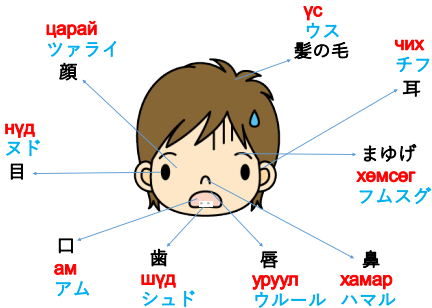 царай
ツァライ
顔
үс
ウス
髪の毛
чих
チフ
耳
нүд
ヌド
目
まゆげ
хөмсөг
フムスグ
口
ам
アム
歯
шүд
シュド
唇
уруул
ウルール
鼻
хамар
ハマル